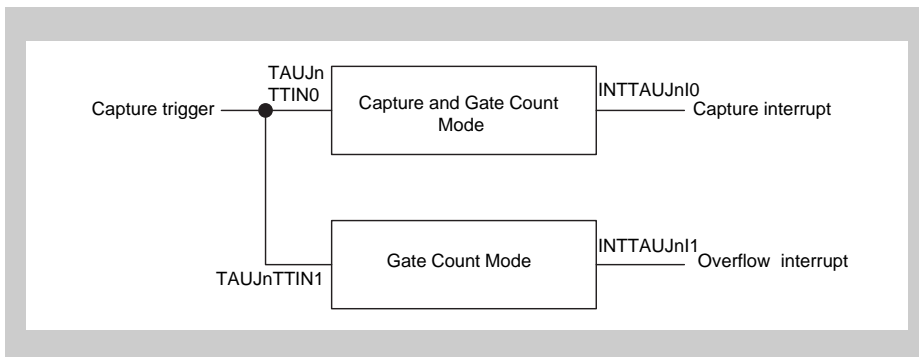 TAUJn
TTIN0
Capture trigger
Capture and Gate Count
Mode
INTTAUJnI0
Capture interrupt
TAUJnTTIN1
Gate Count Mode
INTTAUJnI1
Overflow interrupt